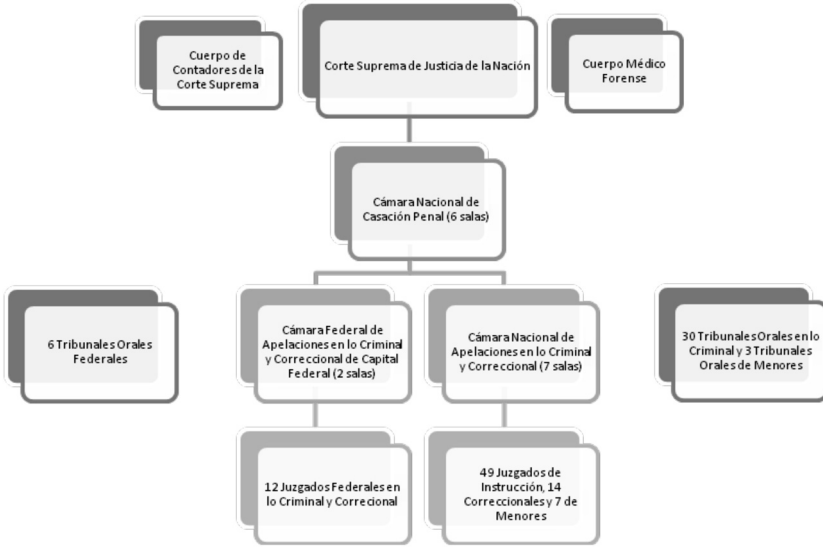 Cuerpo de
Contadores de la
Corte Suprema
Corte Suprema de Justicia de la Nación
Cuerpo Médico
Forense
Cámara Nacional de
Casación Penal (6 salas)
6 Tribunales Orales
Federales
Cámara Federal de
Apelaciones en lo Criminal
y Correccional de Capital
Federal (2 salas)
Cámara Nacional de
Apelaciones en lo Criminal
y Correccional (7 salas)
30 Tribunales Orales en lo
Criminal y 3 Tribunales
Orales de Menores
12 Juzgados Federales en
lo Criminal y Correcional
49 Juzgados de
Instrucción, 14
Correccionales y 7 de
Menores